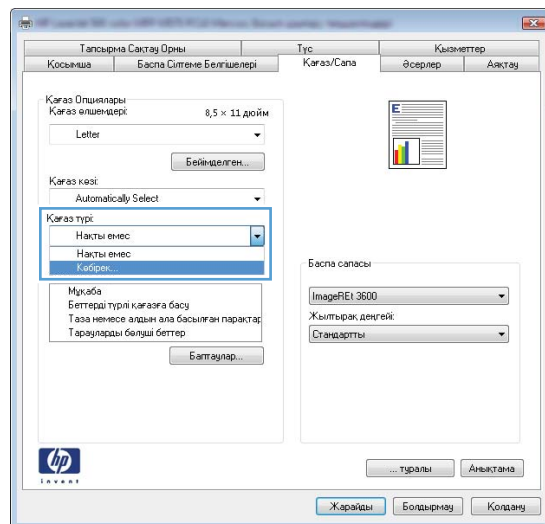 Тапсырма Сақтау Орны Түс Қызметтер
Қосымша Баспа Сілтеме Белгішелері Қағаз/Сапа Әсерлер Аяқтау
Қағаз Опциялары
Қағаз өлшемдері: 8,5 × 11 дюйм
Letter
Бейімделген...
Қағаз көзі:
Automatically Select
Қағаз түрі:
Нақты емес
Нақты емес
Көбірек...
Мұқаба
Беттерді түрлі қағазға басу
Таза немесе алдын ала басылған парақтар
Тарауларды бөлуші беттер
Баптаулар...
E
Баспа сапасы
ImageREt 3600
Жылтырақ деңгейі:
Стандартты
hp
invent
... туралы Анықтама
Жарайды Болдырмау Қолдану